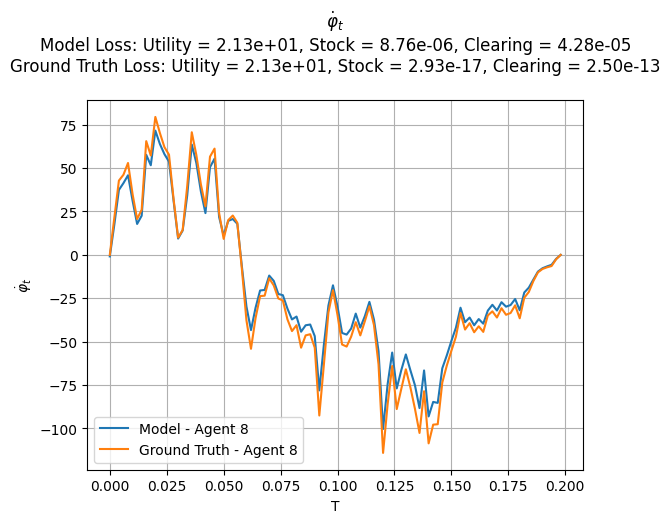 φ̇ₜ
Model Loss: Utility = 2.13e+01, Stock = 8.76e-06, Clearing = 4.28e-05
Ground Truth Loss: Utility = 2.13e+01, Stock = 2.93e-17, Clearing = 2.50e-13
75
50
25
0
−25
−50
−75
−100
φ̇ₜ
Model - Agent 8
Ground Truth - Agent 8
0.000 0.025 0.050 0.075 0.100 0.125 0.150 0.175 0.200
T